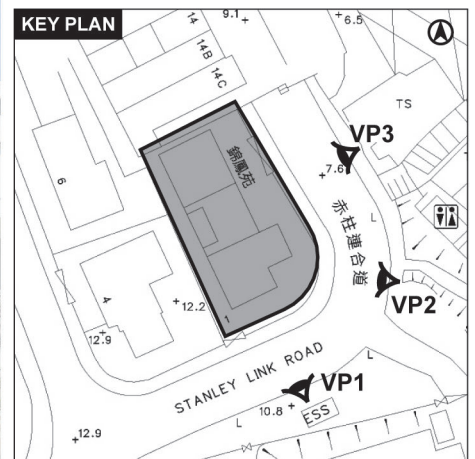 KEY PLAN
9.1
6.5
14
14B
14C
TS
VP3
7.6
錦鳳苑
6
赤柱連合道
L
VP2
4
12.2
1
12.9
STANLEY LINK ROAD
VP1
10.8
ESS
L
L
12.9